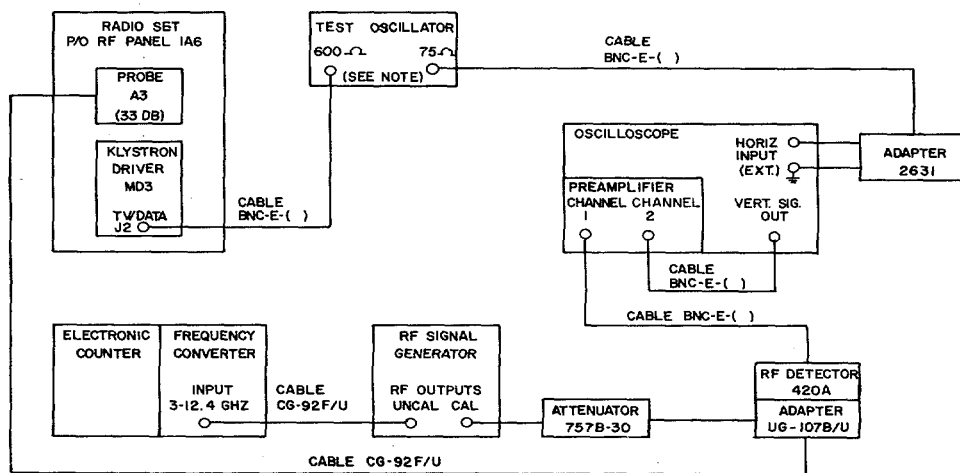 RADIO SET
P/O RF PANEL 1A6
PROBE
A3
(33 DB)
KLYSTRON
DRIVER
MD3
TW/DATA
J2
TEST OSCILLATOR
600-Ω 75-Ω
(SEE NOTE)
CABLE
BNC-E-( )
CABLE
BNC-E-( )
OSCILLOSCOPE
HORIZ
INPUT
(EXT.)
ADAPTER
2631
PREAMPLIFIER
CHANNEL CHANNEL
1 2
VERT. SIG.
OUT
CABLE
BNC-E-( )
CABLE BNC-E-( )
ELECTRONIC
COUNTER
FREQUENCY
CONVERTER
INPUT
3-12.4 GHZ
CABLE
CG-92F/U
RF SIGNAL
GENERATOR
RF OUTPUTS
UNCAL CAL
ATTENUATOR
757B-30
RF DETECTOR
420A
ADAPTER
UG-107B/U
CABLE CG-92F/U